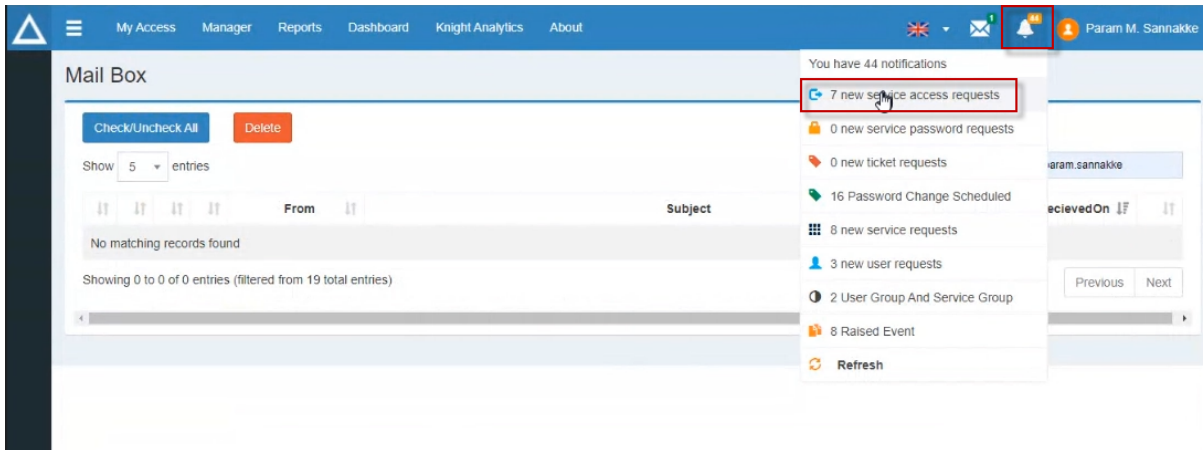 My Access Manager Reports Dashboard Knight Analytics About 1 44 Param M. Sannakke
Mail Box
You have 44 notifications
7 new service access requests
Check/Uncheck All Delete
0 new service password requests
Show 5 entries
0 new ticket requests
param.sannakke
16 Password Change Scheduled
From Subject ecievedOn
8 new service requests
No matching records found
3 new user requests
Showing 0 to 0 of 0 entries (filtered from 19 total entries)
Previous Next
2 User Group And Service Group
8 Raised Event
Refresh